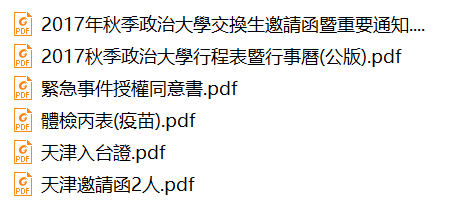 2017年秋季政治大學交換生邀請函暨重要通知....
2017秋季政治大學行程表暨行事曆(公版).pdf
緊急事件授權同意書.pdf
體檢丙表(疫苗).pdf
天津入台證.pdf
天津邀請函2人.pdf